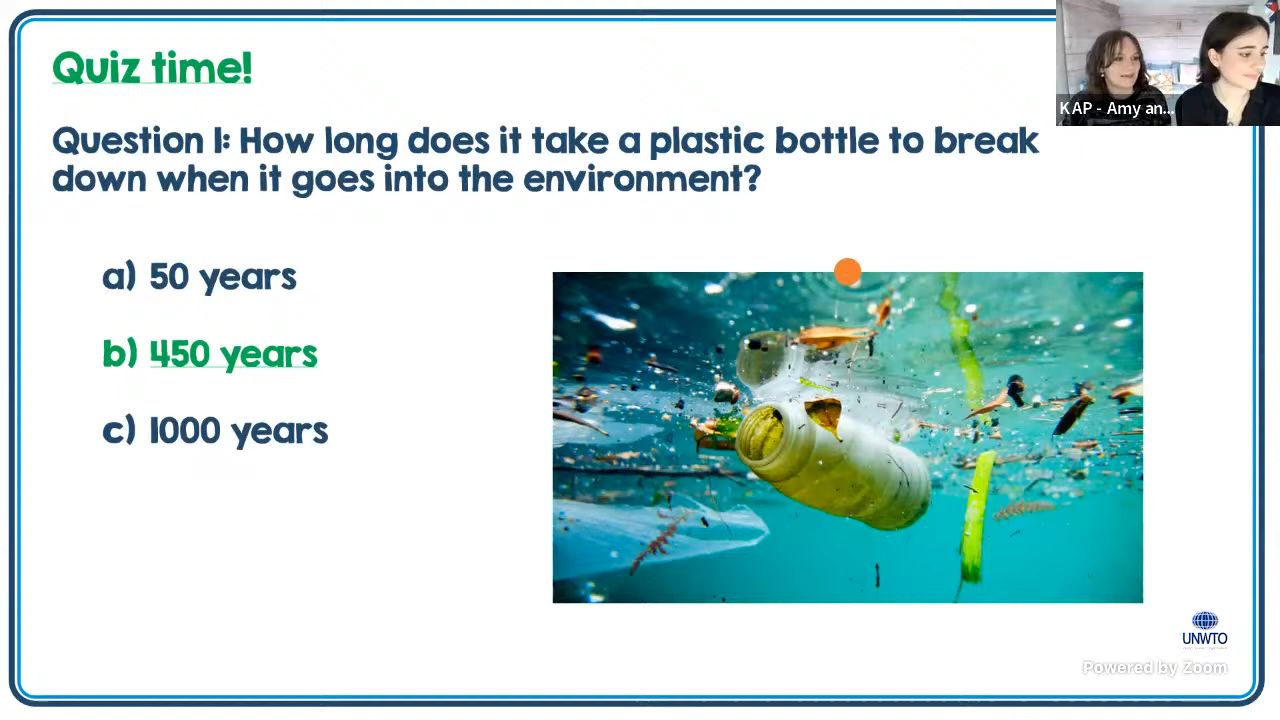 Quiz time!
Question 1: How long does it take a plastic bottle to break
down when it goes into the environment?
a) 50 years
b) 450 years
c) 1000 years
KAP - Amy an...
UNWTO
Powered by Zoom